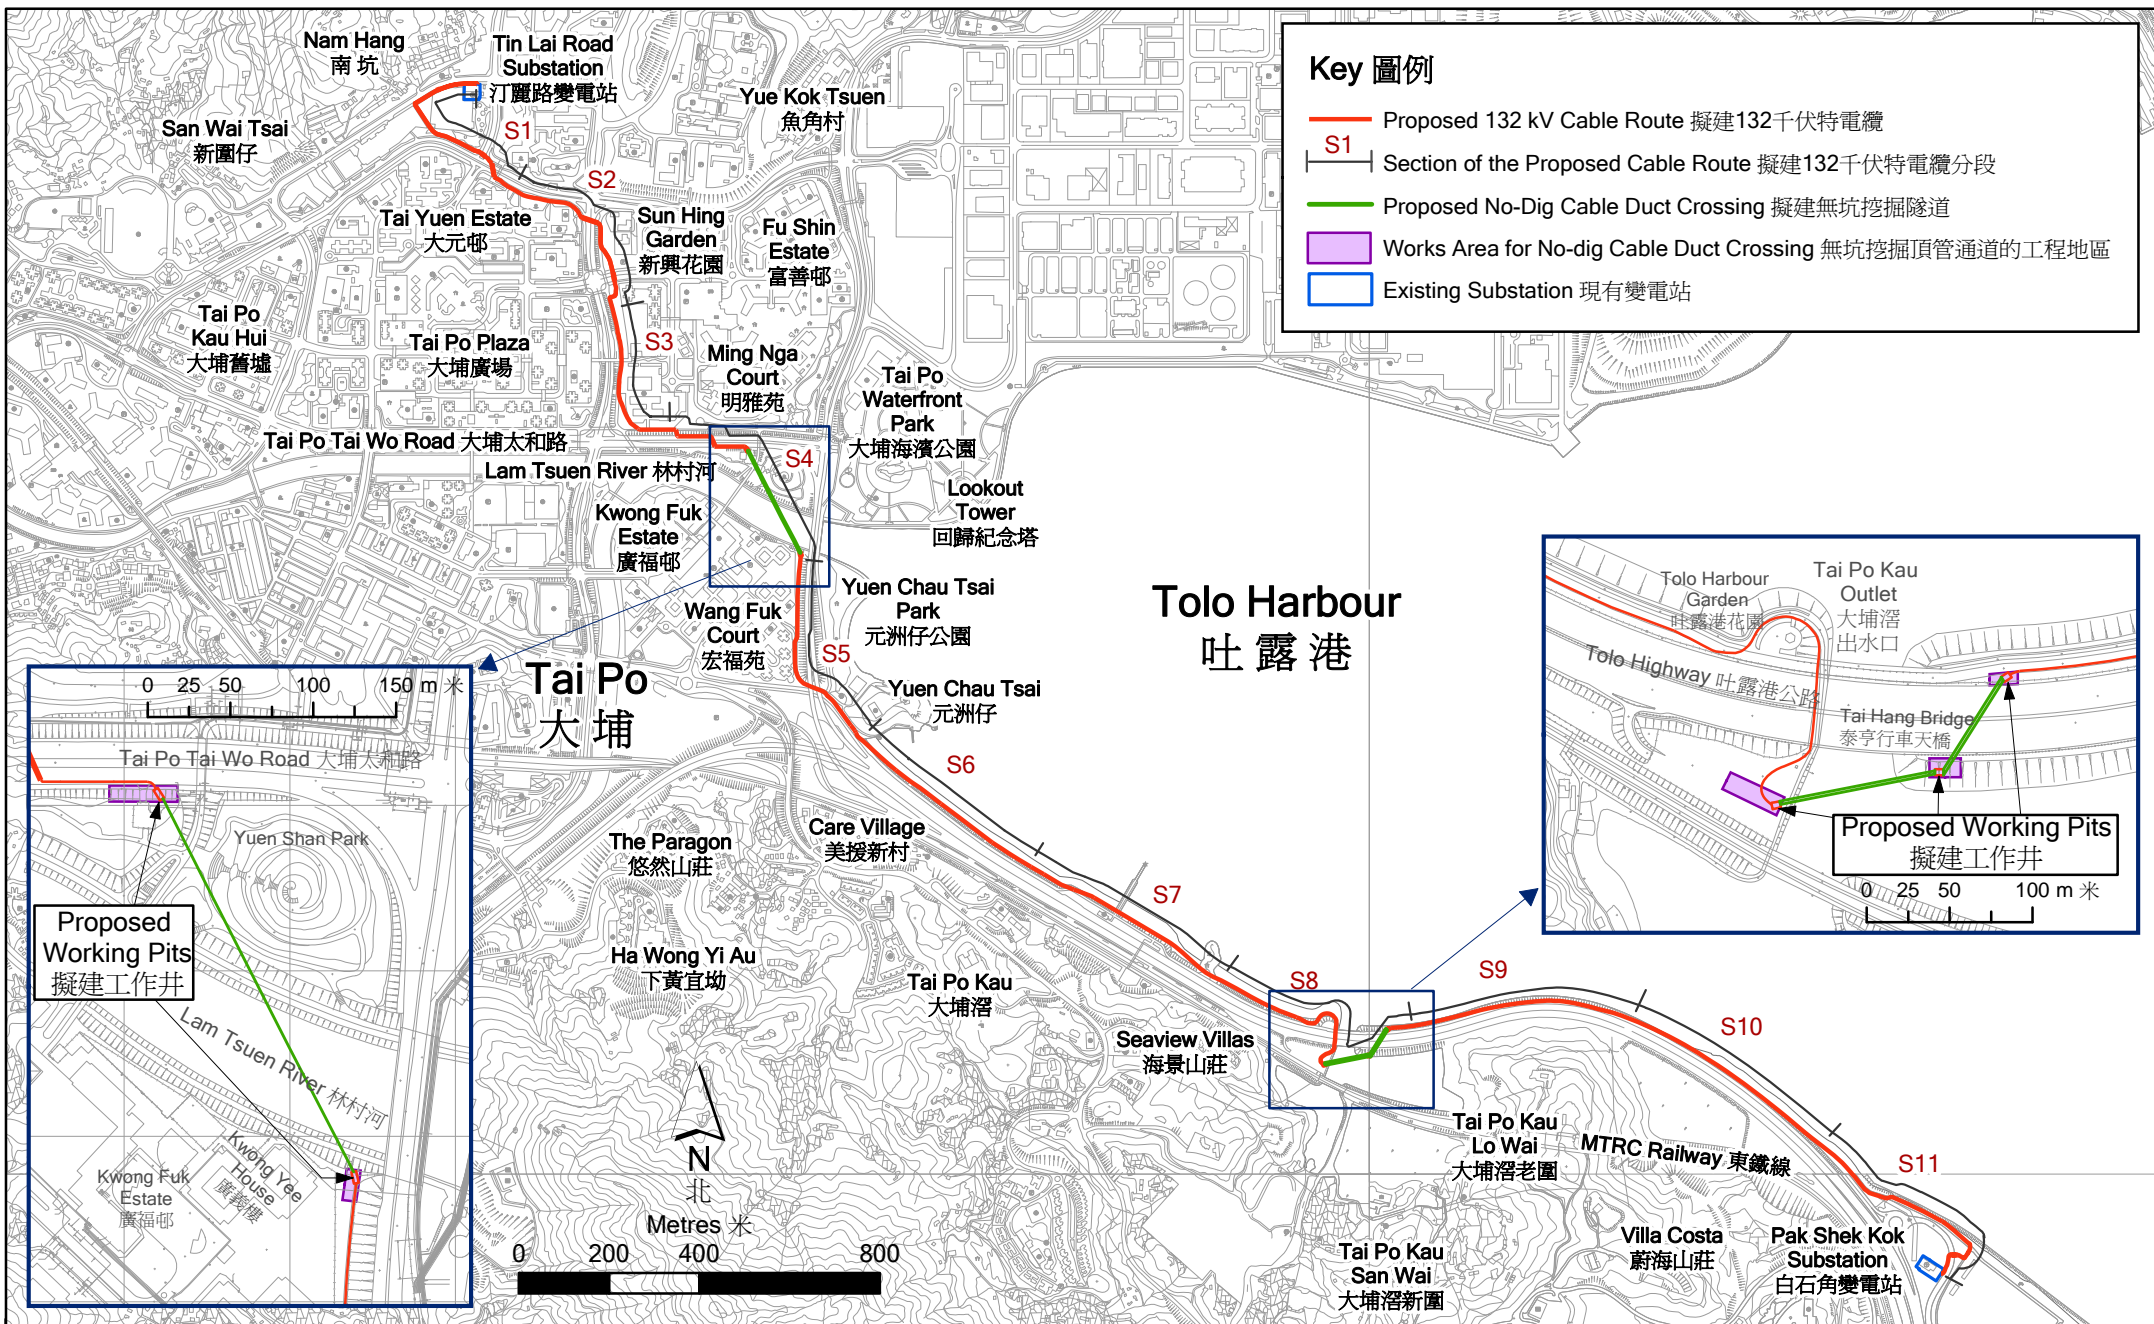 Nam Hang
南坑
Tin Lai Road
Substation
汀麗路變電站
San Wai Tsai
新圍仔
S1
Yue Kok Tsuen
魚角村
S2
Tai Yuen Estate
大元邨
Sun Hing
Garden
新興花園
Fu Shin
Estate
富善邨
Tai Po
Kau Hui
大埔舊墟
Tai Po Plaza
大埔廣場
S3
Ming Nga
Court
明雅苑
Tai Po
Waterfront
Park
大埔海濱公園
Tai Po Tai Wo Road 大埔太和路
Lam Tsuen River 林村河
S4
Lookout
Tower
回歸紀念塔
Kwong Fuk
Estate
廣福邨
Yuen Chau Tsai
Park
元洲仔公園
Wang Fuk
Court
宏福苑
S5
Yuen Chau Tsai
元洲仔
Tai Po
大埔
Tolo Harbour
吐露港
S6
The Paragon
悠然山莊
Care Village
美援新村
S7
Ha Wong Yi Au
下黃宜坳
Tai Po Kau
大埔滘
S8
S9
S10
Seaview Villas
海景山莊
Tai Po Kau
Lo Wai
大埔滘老圍
MTRC Railway 東鐵線
S11
Tai Po Kau
San Wai
大埔滘新圍
Villa Costa
蔚海山莊
Pak Shek Kok
Substation
白石角變電站
N
北
Metres 米
0 200 400 800
Key 圖例
Proposed 132 kV Cable Route 擬建132千伏特電纜
S1
Section of the Proposed Cable Route 擬建132千伏特電纜分段
Proposed No-Dig Cable Duct Crossing 擬建無坑挖掘隧道
Works Area for No-dig Cable Duct Crossing 無坑挖掘頂管通道的工程地區
Existing Substation 現有變電站
0 25 50 100 150 m 米
Tai Po Tai Wo Road 大埔太和路
Yuen Shan Park
Proposed
Working Pits
擬建工作井
Lam Tsuen River 林村河
Kwong Yee
House
廣義樓
Kwong Fuk
Estate
廣福邨
Tolo Harbour
Garden
吐露港花園
Tai Po Kau
Outlet
大埔滘
出水口
Tolo Highway 吐露港公路
Tai Hang Bridge
泰亨行車天橋
Proposed Working Pits
擬建工作井
0 25 50 100 m 米